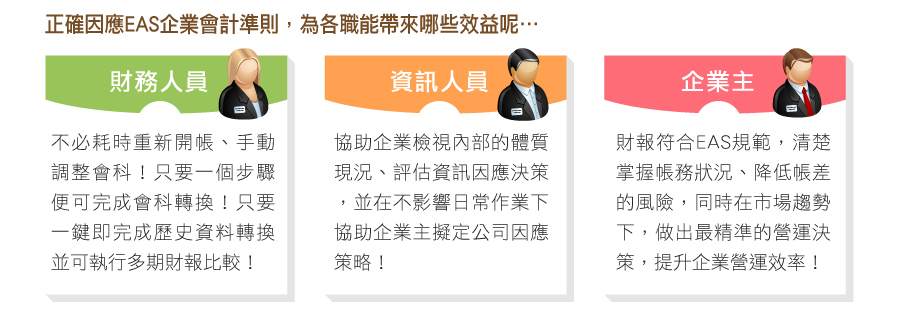 正確因應EAS企業會計準則，為各職能帶來哪些效益呢…
財務人員
不必耗時重新開帳、手動
調整會科！只要一個步驟
便可完成會科轉換！只要
一鍵即完成歷史資料轉換
並可執行多期財報比較！
資訊人員
協助企業檢視內部的體質
現況、評估資訊因應決策
，並在不影響日常作業下
協助企業主擬定公司因應
策略！
企業主
財報符合EAS規範，清楚
掌握帳務狀況、降低帳差
的風險，同時在市場趨勢
下，做出最精準的營運決
策，提升企業營運效率！